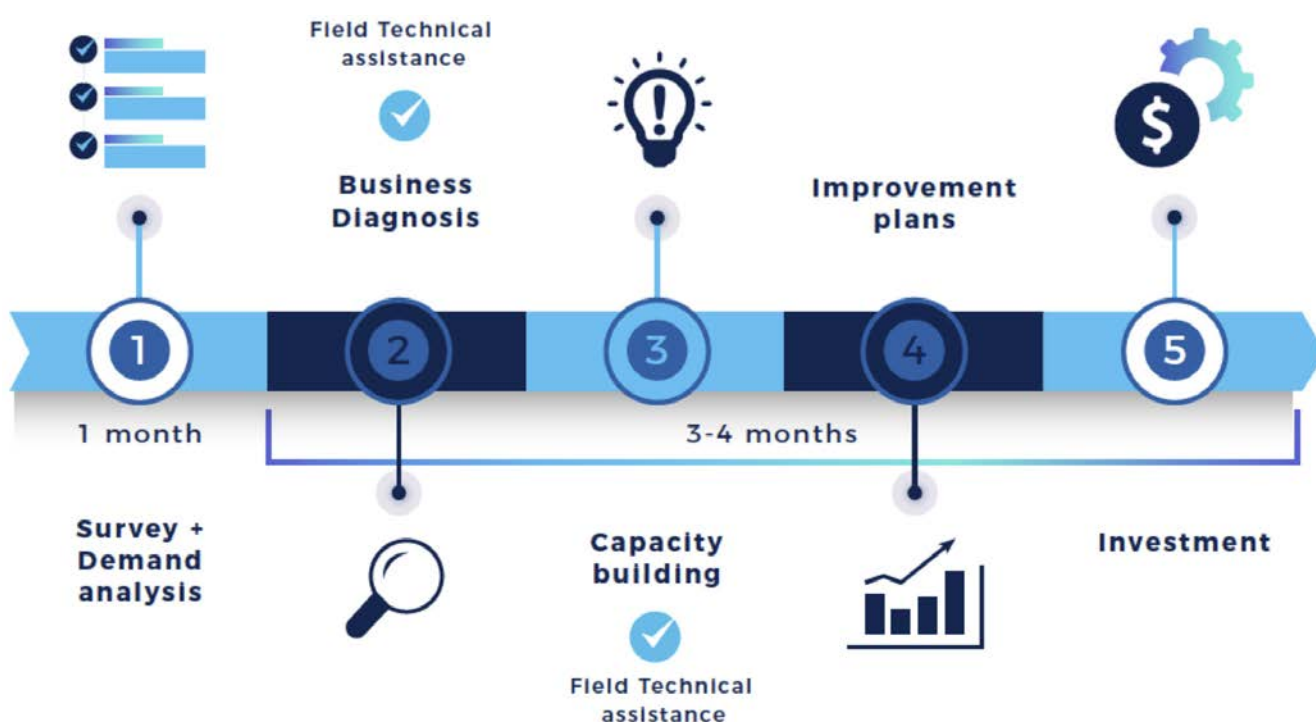 Field Technical
assistance
Business
Diagnosis
Improvement
plans
$
1
2
3
4
5
1 month
3-4 months
Survey +
Demand
analysis
Capacity
building
Investment
Field Technical
assistance